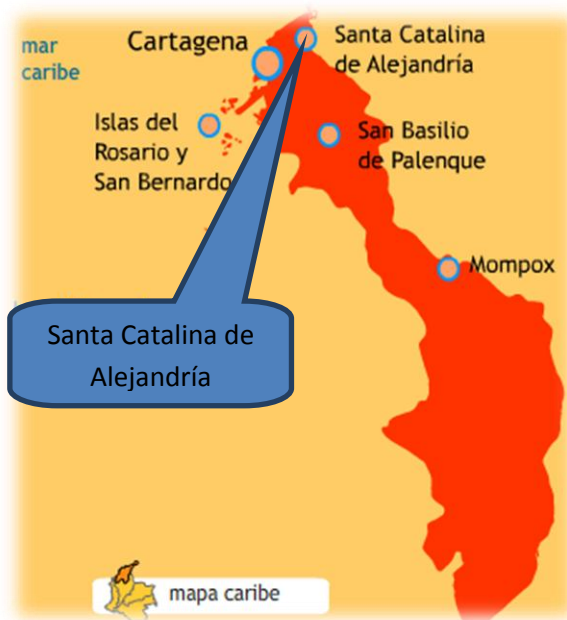 mar
caribe
Cartagena
Santa Catalina
de Alejandría
Islas del
Rosario y
San Bernardo
San Basilio
de Palenque
Mompox
Santa Catalina de
Alejandría
mapa caribe